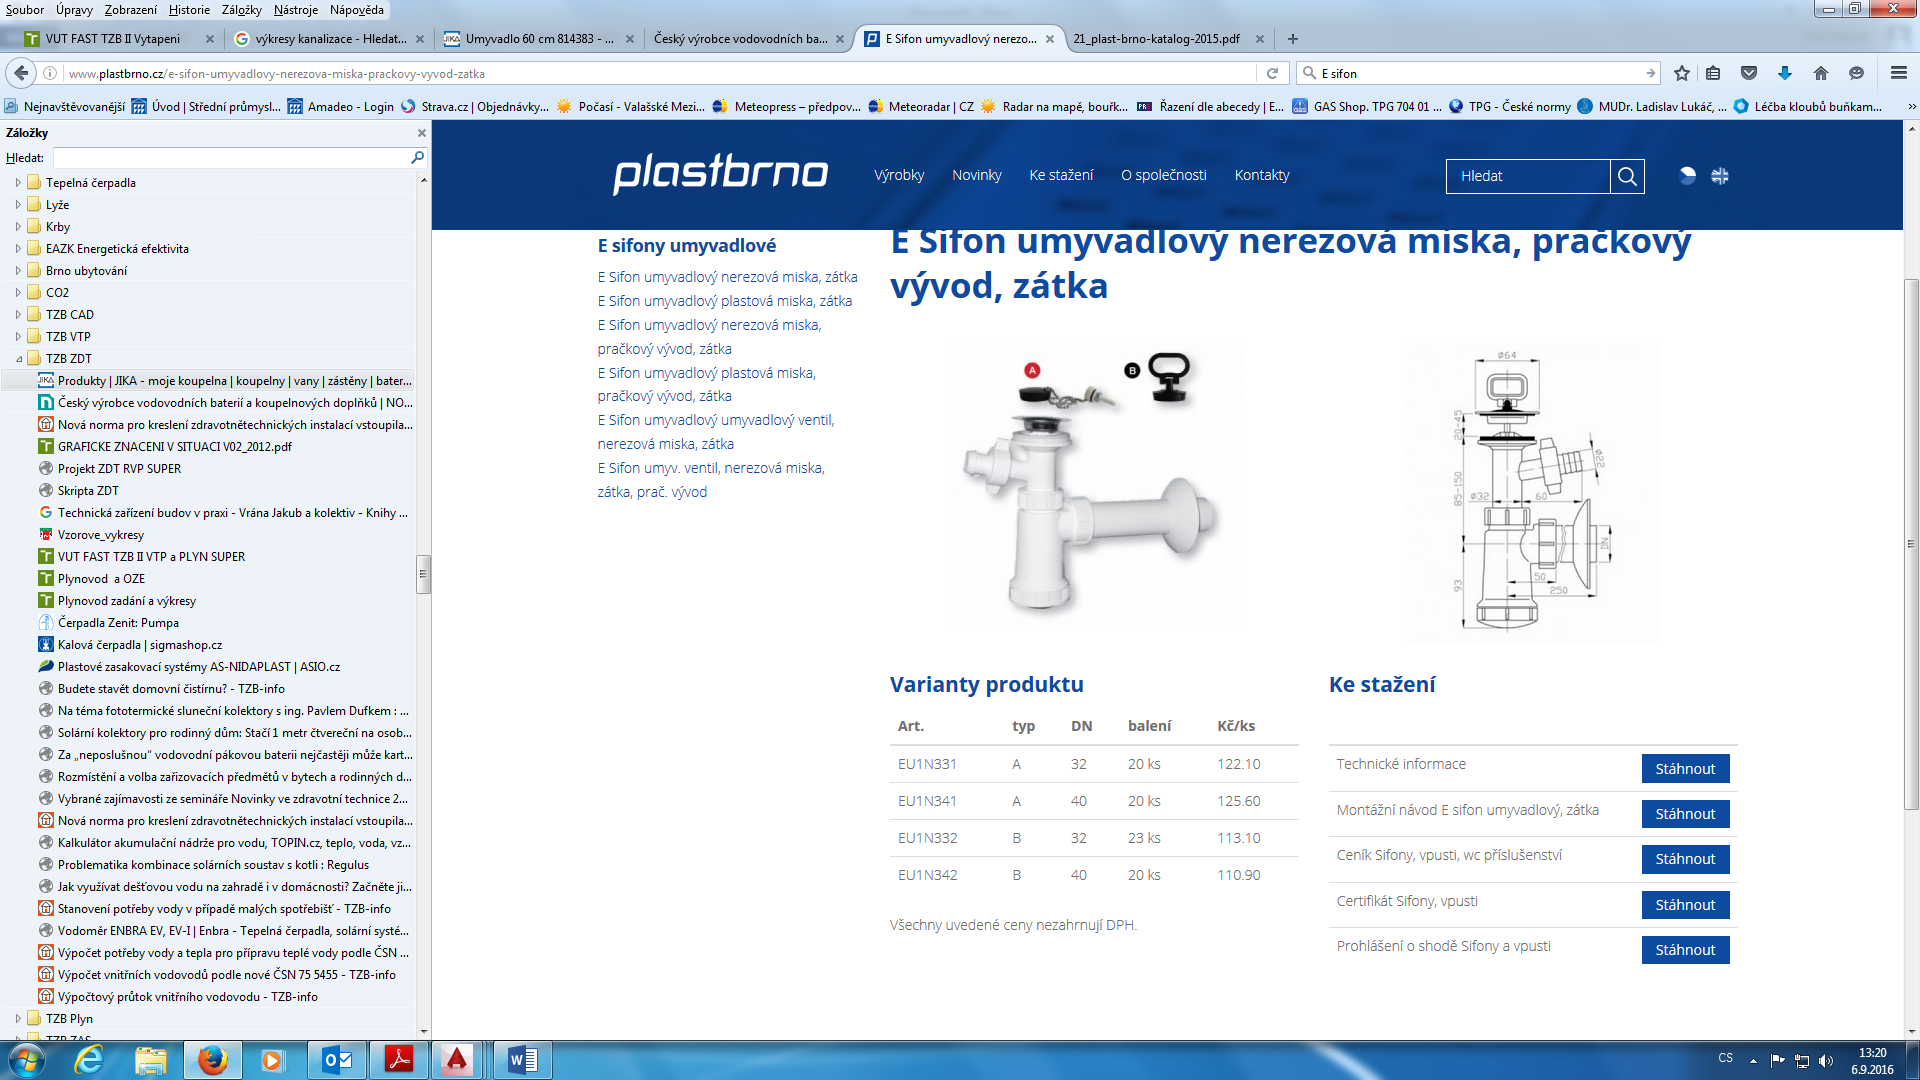 Soubor Úpravy Zobrazení Historie Záložky Nástroje Nápověda
VUT FAST TZB II Vytapeni
výkresy kanalizace - Hledat...
Umyvadlo 60 cm 814383 - ...
Český výrobce vodovodních ba...
E Sifon umyvadlový nerezo...
21_plast-brno-katalog-2015.pdf
www.plastbrno.cz/e-sifon-umyvadlovy-nerezova-miska-prackovy-vyvod-zatka
E sifon
Nejnavštěvovanější
Úvod | Střední průmysl...
Amadeo - Login
Strava.cz | Objednávky...
Počasí - Valašské Mezi...
Meteopress – předpov...
Meteoradar | CZ
Radar na mapě, bouřk...
Řazení dle abecedy | E...
GAS Shop. TPG 704 01 ...
TPG - České normy
MUDr. Ladislav Lukáč, ...
Léčba kloubů buňkam...
Záložky
Hledat:
Tepelná čerpadla
Lyže
Krby
EAZK Energetická efektivita
Brno ubytování
CO2
TZB CAD
TZB VTP
TZB ZDT
Produkty | JIKA - moje koupelna | koupelny | vany | zástěny | bater...
Český výrobce vodovodních baterií a koupelnových doplňků | NO...
Nová norma pro kreslení zdravotnětechnických instalací vstoupila...
GRAFICKE ZNACENI V SITUACI V02_2012.pdf
Projekt ZDT RVP SUPER
Skripta ZDT
Technická zařízení budov v praxi - Vrána Jakub a kolektiv - Knihy ...
Vzorove_vykresy
VUT FAST TZB II VTP a PLYN SUPER
Plynovod a OZE
Plynovod zadání a výkresy
Čerpadla Zenit: Pumpa
Kalová čerpadla | sigmashop.cz
Plastové zasakovací systémy AS-NIDAPLAST | ASIO.cz
Budete stavět domovní čistírnu? - TZB-info
Na téma fototermické sluneční kolektory s ing. Pavlem Dufkem : ...
Solární kolektory pro rodinný dům: Stačí 1 metr čtvereční na osob...
Za „neposlušnou“ vodovodní pákovou baterii nejčastěji může kart...
Rozmístění a volba zařizovacích předmětů v bytech a rodinných d...
Vybrané zajímavosti ze semináře Novinky ve zdravotní technice 2...
Nová norma pro kreslení zdravotnětechnických instalací vstoupila...
Kalkulátor akumulační nádrže pro vodu, TOPIN.cz, teplo, voda, vz...
Problematika kombinace solárních soustav s kotli : Regulus
Jak využívat dešťovou vodu na zahradě i v domácnosti? Začněte ji...
Stanovení potřeby vody v případě malých spotřebišť - TZB-info
Vodoměr ENBRA EV, EV-I | Enbra - Tepelná čerpadla, solární systé...
Výpočet potřeby vody a tepla pro přípravu teplé vody podle ČSN ...
Výpočet vnitřních vodovodů podle nové ČSN 75 5455 - TZB-info
Výpočtový průtok vnitřního vodovodu - TZB-info
TZB Plyn
TZB ZAS
plastbrno
Výrobky Novinky Ke stažení O společnosti Kontakty
Hledat
E sifony umyvadlové
E Sifon umyvadlový nerezová miska, zátka
E Sifon umyvadlový plastová miska, zátka
E Sifon umyvadlový nerezová miska,
pračkový vývod, zátka
E Sifon umyvadlový plastová miska,
pračkový vývod, zátka
E Sifon umyvadlový umyvadlový ventil,
nerezová miska, zátka
E Sifon umyv. ventil, nerezová miska,
zátka, prač. vývod
E Sifon umyvadlový nerezová miska, pračkový
vývod, zátka
A B
ø64
20-45
85-150
ø32 60
ø22
DN
50
250
93
Varianty produktu
Art. typ DN balení Kč/ks
EU1N331 A 32 20 ks 122.10
EU1N341 A 40 20 ks 125.60
EU1N332 B 32 23 ks 113.10
EU1N342 B 40 20 ks 110.90
Všechny uvedené ceny nezahrnují DPH.
Ke stažení
Technické informace Stáhnout
Montážní návod E sifon umyvadlový, zátka Stáhnout
Ceník Sifony, vpusti, wc příslušenství Stáhnout
Certifikát Sifony, vpusti Stáhnout
Prohlášení o shodě Sifony a vpusti Stáhnout
CS
13:20
6.9.2016